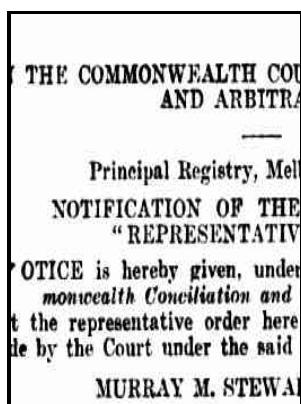 THE COMMONWEALTH COU
AND ARBITRA
Principal Registry, Mel
NOTIFICATION OF THE
"REPRESENTATIV
OTICE is hereby given, under
monwealth Conciliation and
t the representative order here
de by the Court under the said
MURRAY M. STEWA